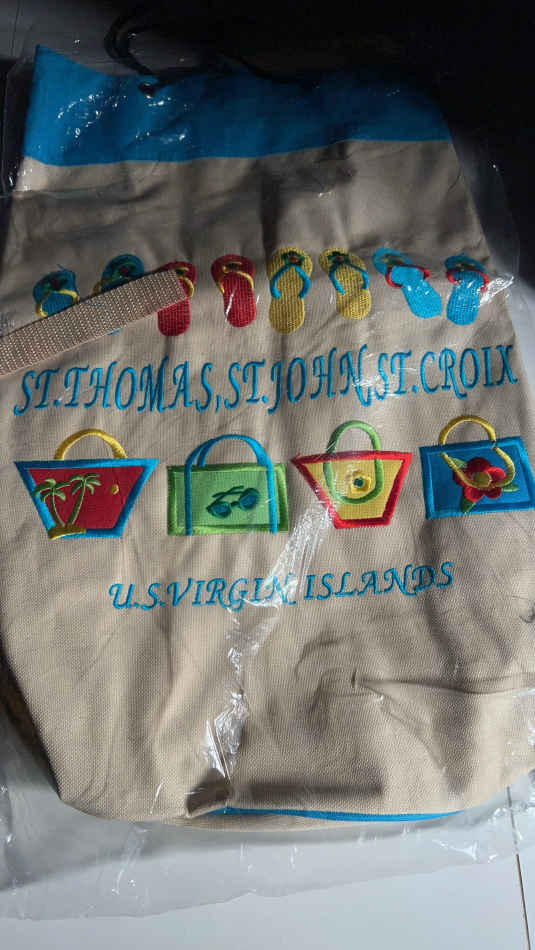 ST.THOMAS,ST.JOHN,ST.CROIX
U.S.VIRGIN ISLANDS